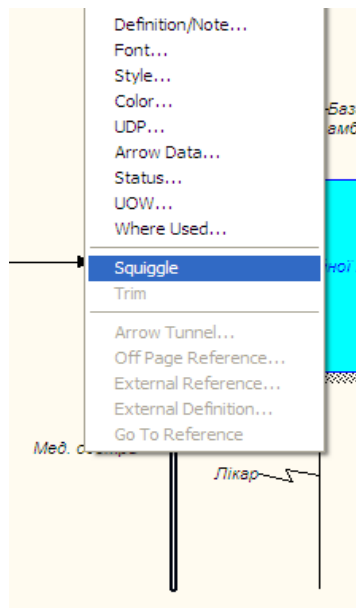 Definition/Note...
Font...
Style...
Color...
UDP...
Arrow Data...
Status...
UOW...
Where Used...
Squiggle
Trim
Arrow Tunnel...
Off Page Reference...
External Reference...
External Definition...
Go To Reference
Мед.
Лікар